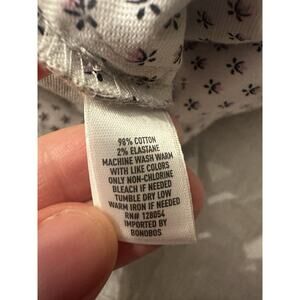 98% COTTON
2% ELASTANE
MACHINE WASH WARM
WITH LIKE COLORS
ONLY NON-CHLORINE
BLEACH IF NEEDED
TUMBLE DRY LOW
WARM IRON IF NEEDED
RN# 128054
IMPORTED BY
BONOBOS